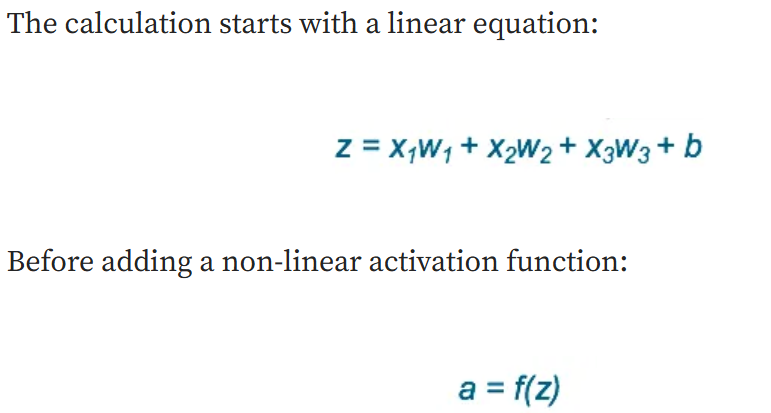 The calculation starts with a linear equation:
z = x₁w₁ + x₂w₂ + x₃w₃ + b
Before adding a non-linear activation function:
a = f(z)